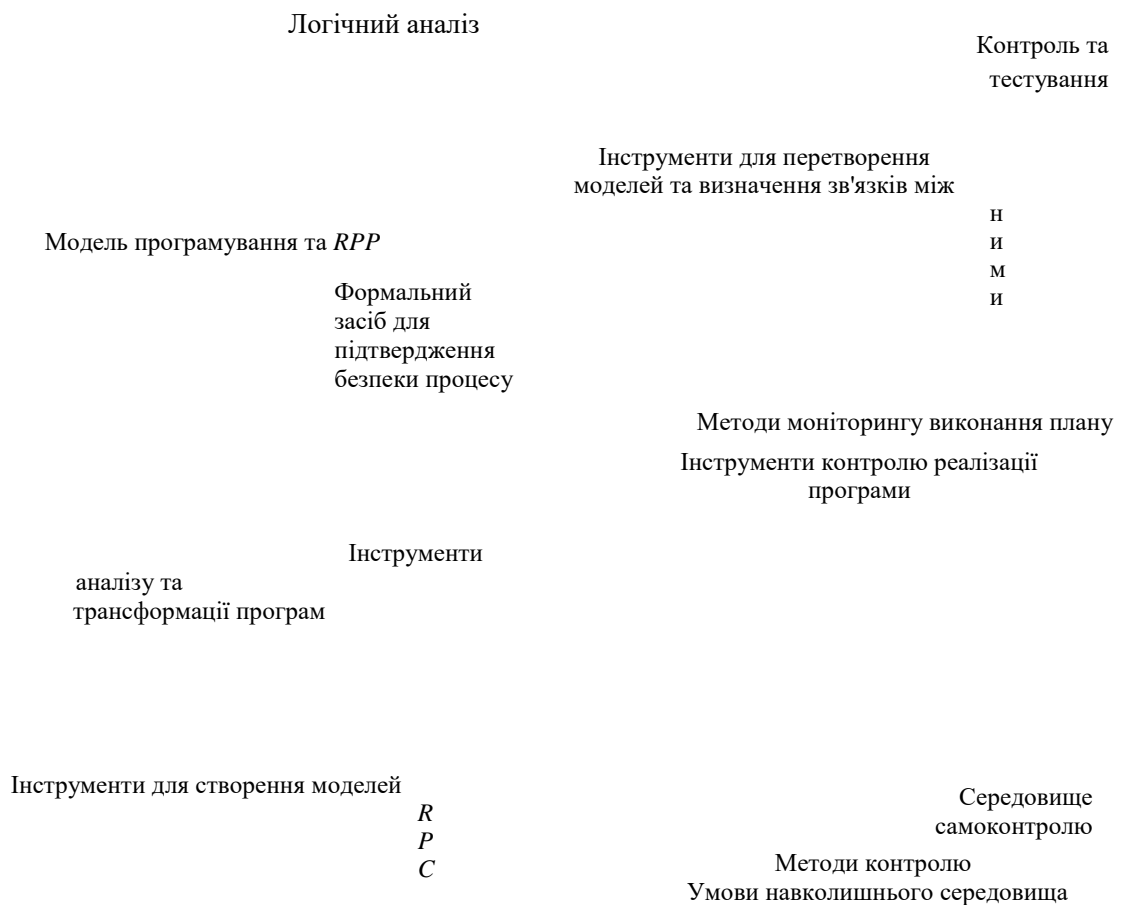 Логічний аналіз
Контроль та
тестування
Інструменти для перетворення
моделей та визначення зв'язків між
н
и
м
и
Модель програмування та RPP
Формальний
засіб для
підтвердження
безпеки процесу
Методи моніторингу виконання плану
Інструменти контролю реалізації
програми
Інструменти
аналізу та
трансформації програм
Інструменти для створення моделей
R
P
C
Середовище
самоконтролю
Методи контролю
Умови навколишнього середовища